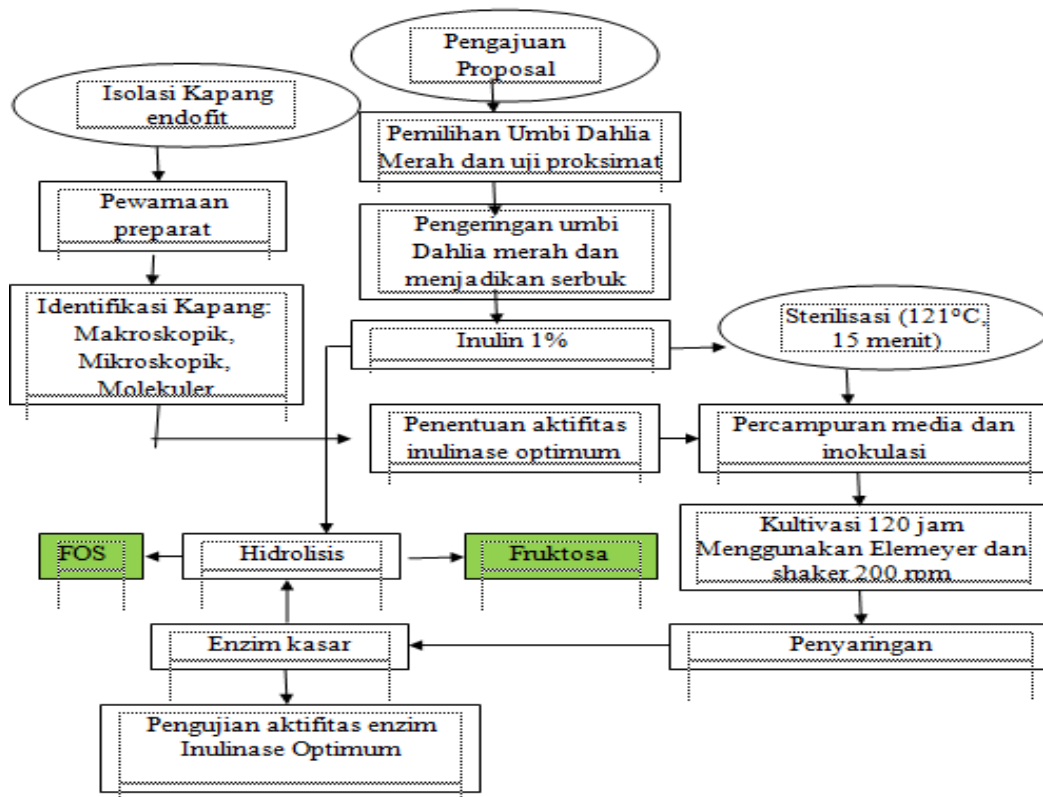 Pengajuan
Proposal
Isolasi Kapang
endofit
Pemilihan Umbi Dahlia
Merah dan uji proksimat
Pewarnaan
preparat
Pengeringan umbi
Dahlia merah dan
menjadikan serbuk
Identifikasi Kapang:
Makroskopik,
Mikroskopik,
Molekuler
Inulin 1%
Sterilisasi (121°C,
15 menit)
Penentuan aktifitas
inulinase optimum
Percampuran media dan
inokulasi
Kultivasi 120 jam
Menggunakan Elemeyer dan
shaker 200 rpm
FOS
Hidrolisis
Fruktosa
Enzim kasar
Penyaringan
Pengujian aktifitas enzim
Inulinase Optimum